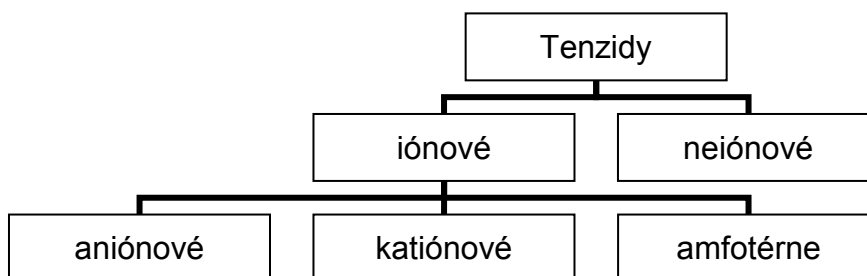 Tenzidy
iónové
neiónové
aniónové
katiónové
amfotérne